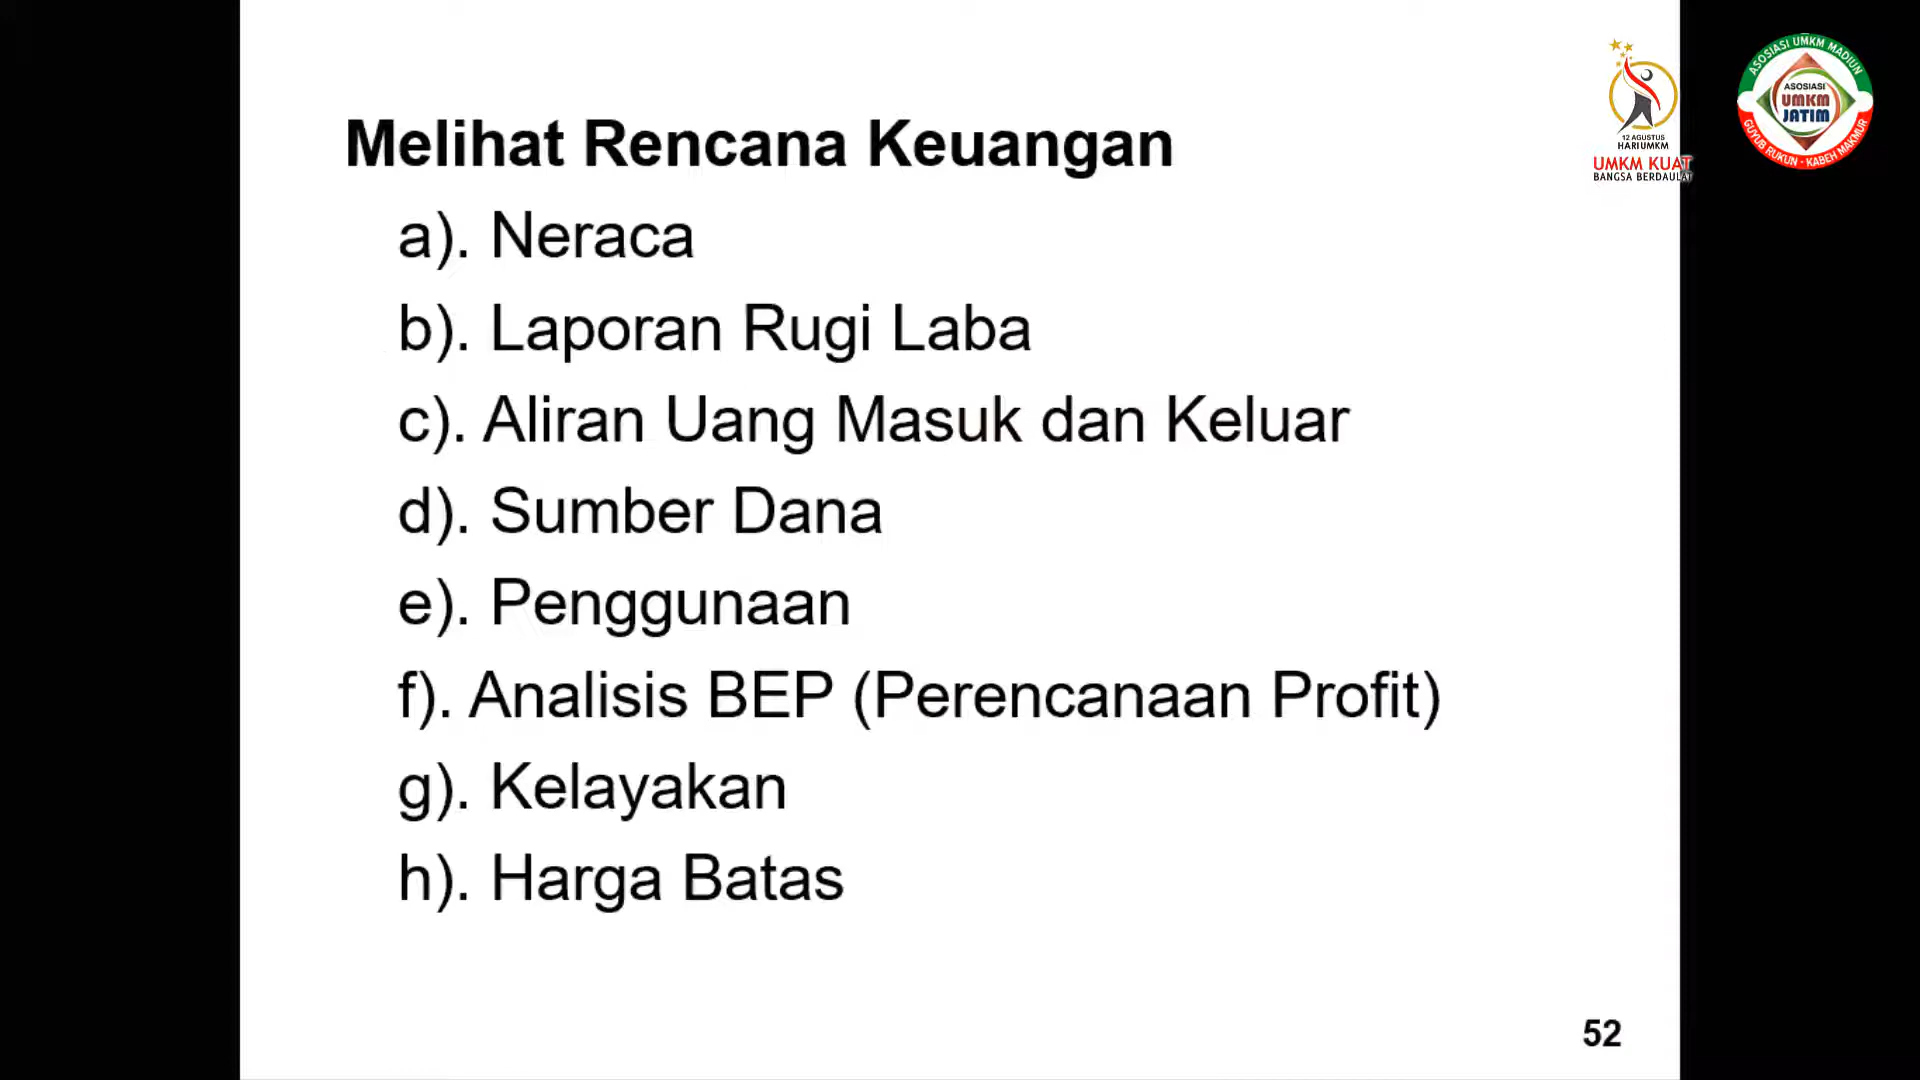 Melihat Rencana Keuangan
a). Neraca
b). Laporan Rugi Laba
c). Aliran Uang Masuk dan Keluar
d). Sumber Dana
e). Penggunaan
f). Analisis BEP (Perencanaan Profit)
g). Kelayakan
h). Harga Batas
52
12 AGUSTUS
HARI UMKM
UMKM KUAT
BANGSA BERDAULAT
ASOSIASI UMKM MADIUN
ASOSIASI
UMKM
JATIM
GUYUB RUKUN - KABEH MAKMUR